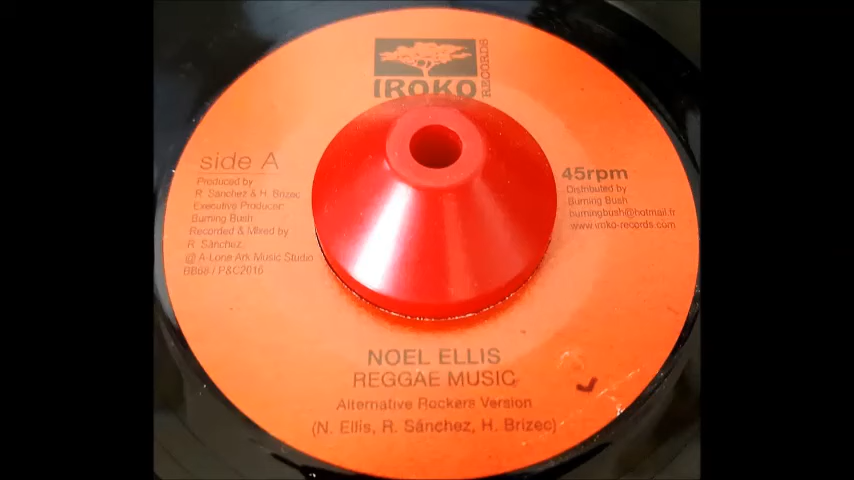 IROKO
RECORDS
side A
Produced by
R. Sánchez & H. Brizec
Executive Producer
Burning Bush
Recorded & Mixed by
R. Sánchez
@ A-Lone Ark Music Studio
BB68 / P&C2016
45rpm
Distributed by
Burning Bush
burningbush@hotmail.fr
www.iroko-records.com
NOEL ELLIS
REGGAE MUSIC
Alternative Rockers Version
(N. Ellis, R. Sánchez, H. Brizec)